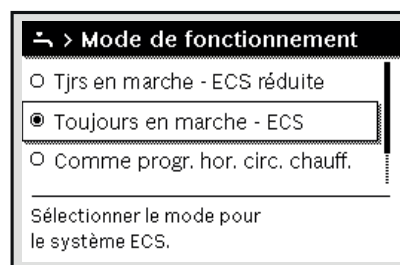 > Mode de fonctionnement
Tjrs en marche - ECS réduite
Toujours en marche - ECS
Comme progr. hor. circ. chauff.
Sélectionner le mode pour
le système ECS.